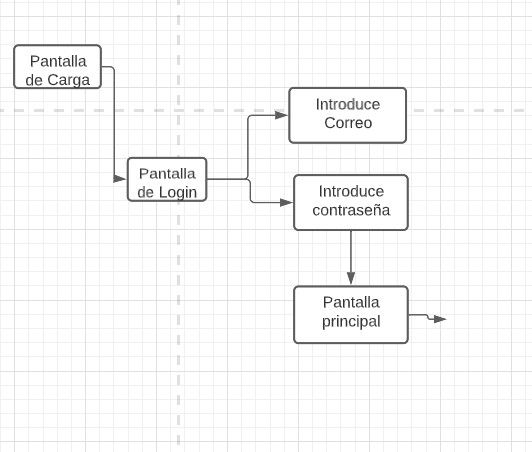 Pantalla
de Carga
Pantalla
de Login
Introduce
Correo
Introduce
contraseña
Pantalla
principal